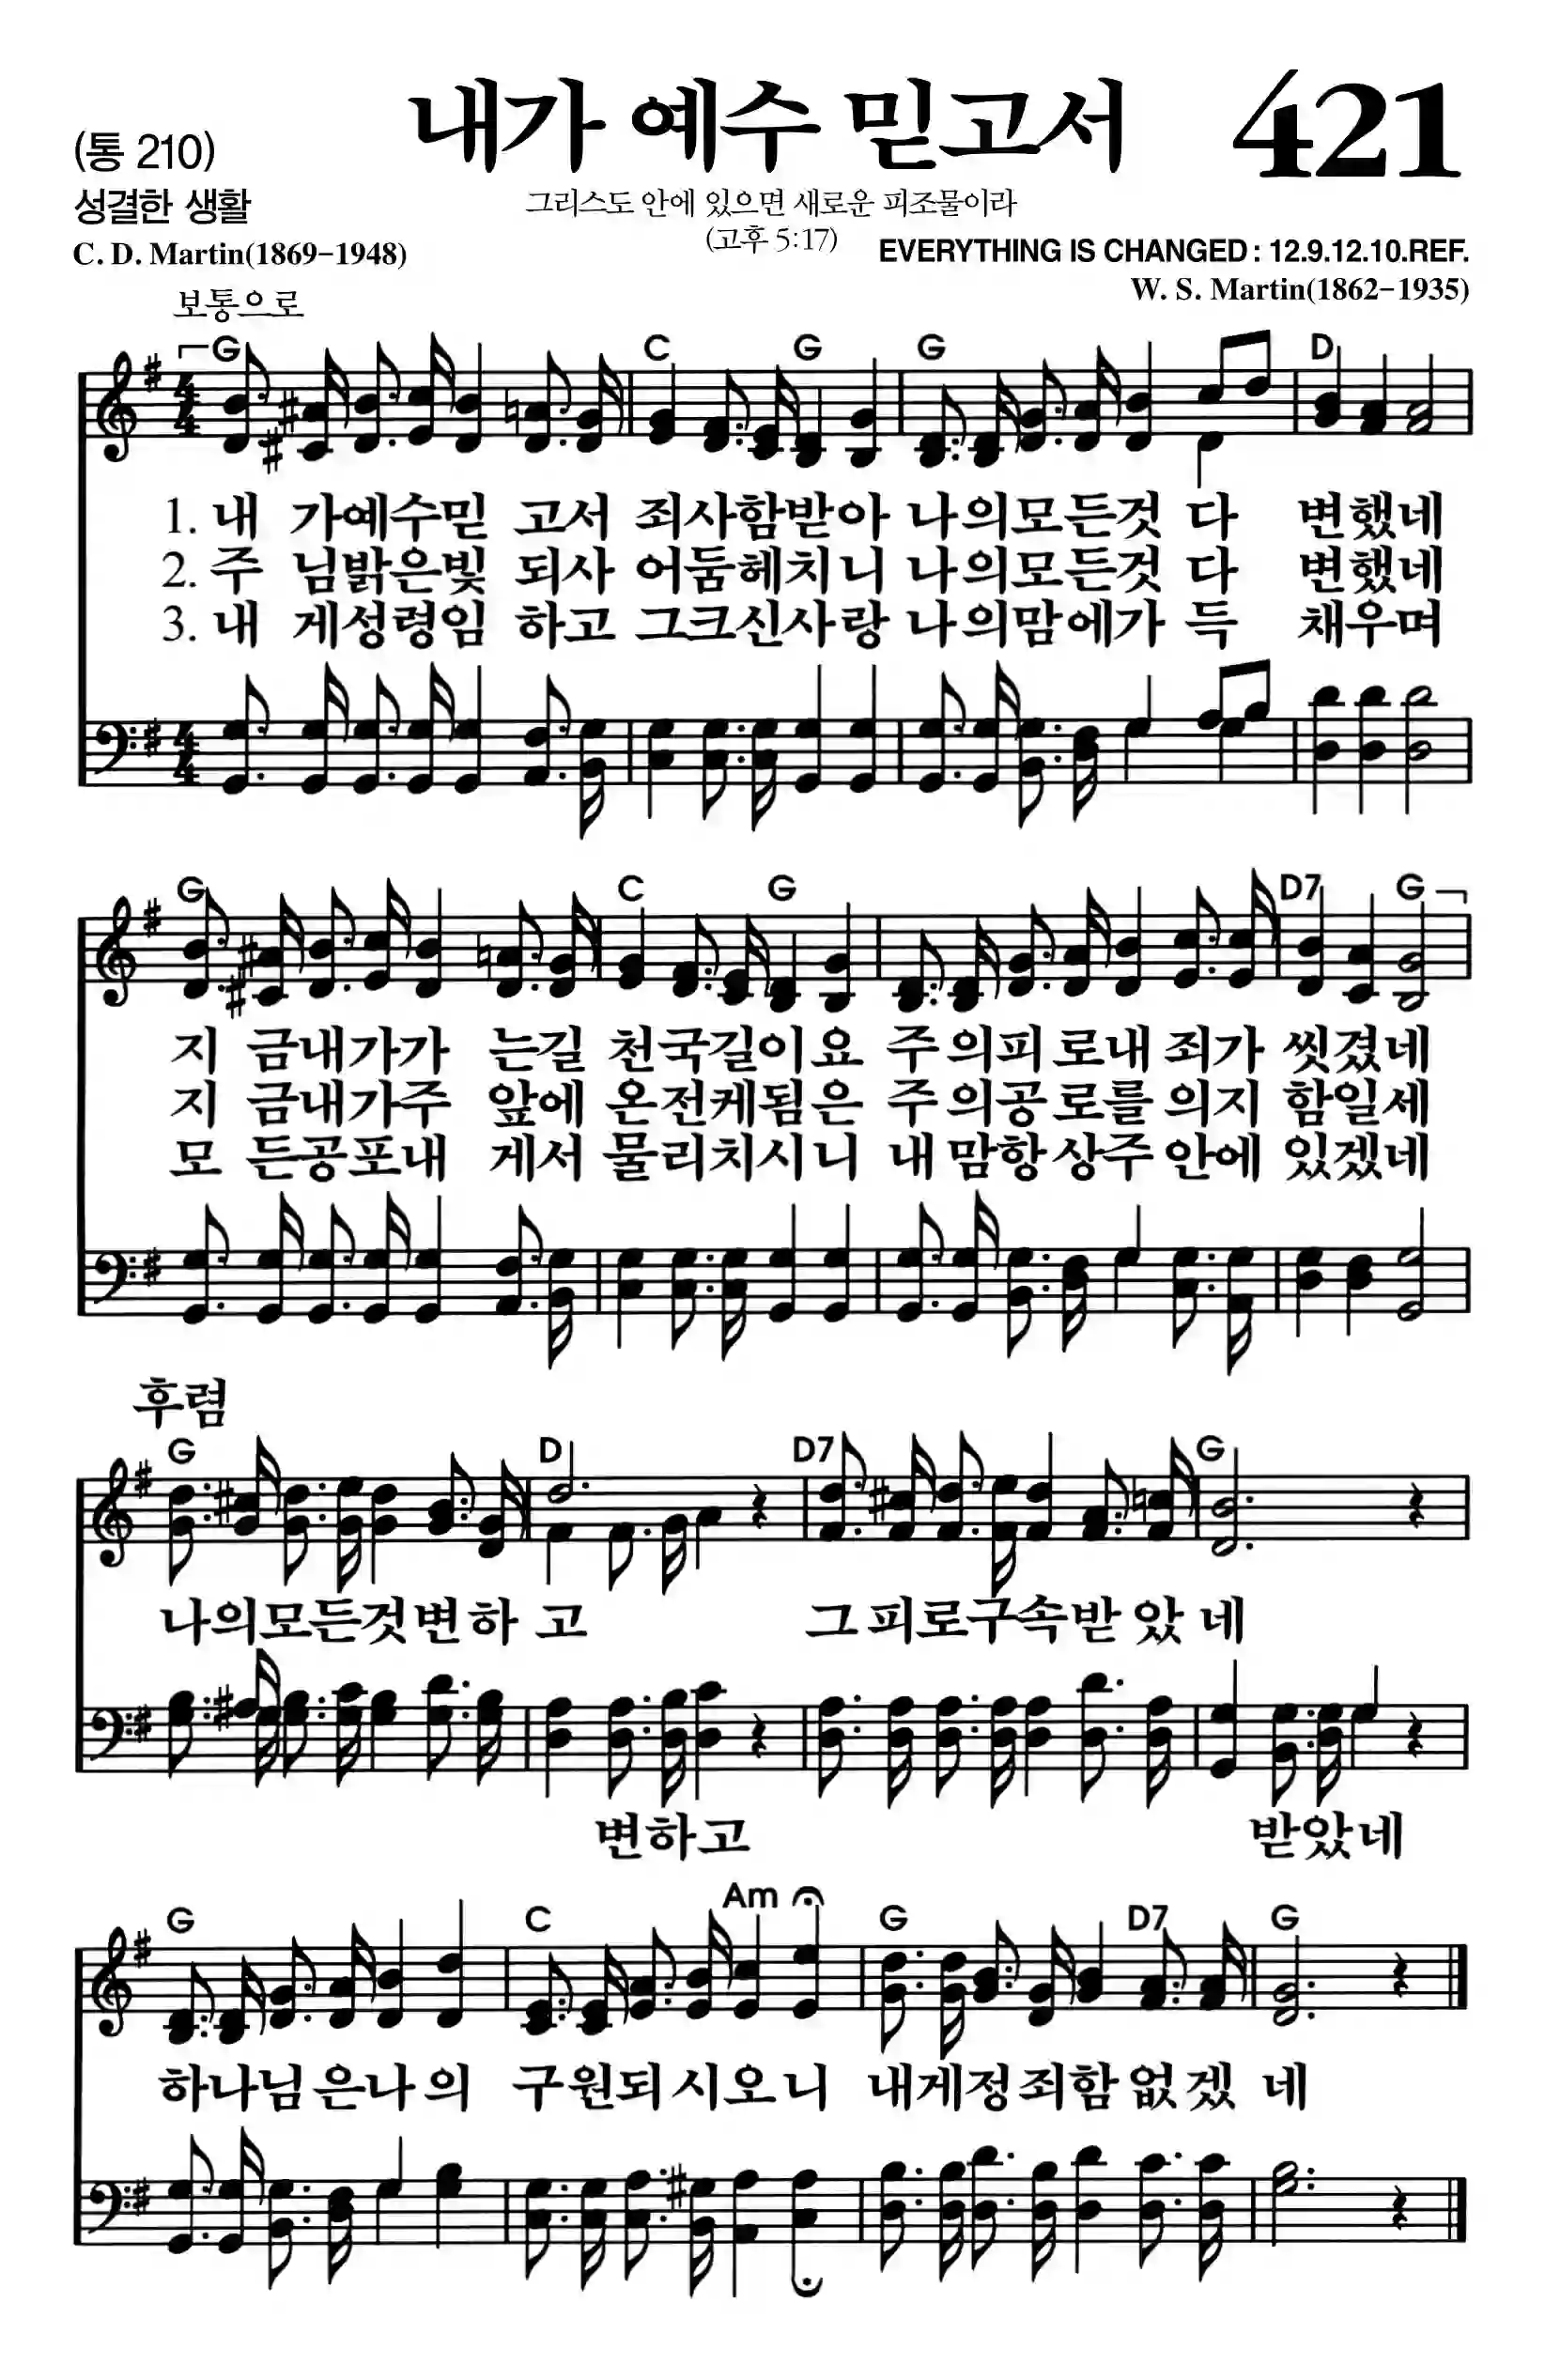 내가 예수 믿고서 421
(통 210)
성결한 생활
그리스도 안에 있으면 새로운 피조물이라
(고후 5:17)
C. D. Martin(1869-1948)
EVERYTHING IS CHANGED : 12.9.12.10.REF.
W. S. Martin(1862-1935)
보통으로
G C G G D
1. 내 가예수믿 고서 죄사함받아 나의모든것 다 변했네
2. 주 님밝은빛 되사 어둠헤치니 나의모든것 다 변했네
3. 내 게성령임 하고 그크신사랑 나의맘에가 득 채우며
G C G D7 G
지 금내가가 는길 천국길이요 주의피로내죄가 씻겼네
지 금내가주 앞에 온전케됨은 주의공로를의지 함일세
모 든공포내 게서 물리치시니 내맘항상주안에 있겠네
후렴
G D D7 G
나의모든것변하 고 그피로구속받았 네
변하고 받았네
G C Am G D7 G
하나님은나의 구원되시오니 내게정죄함없겠 네